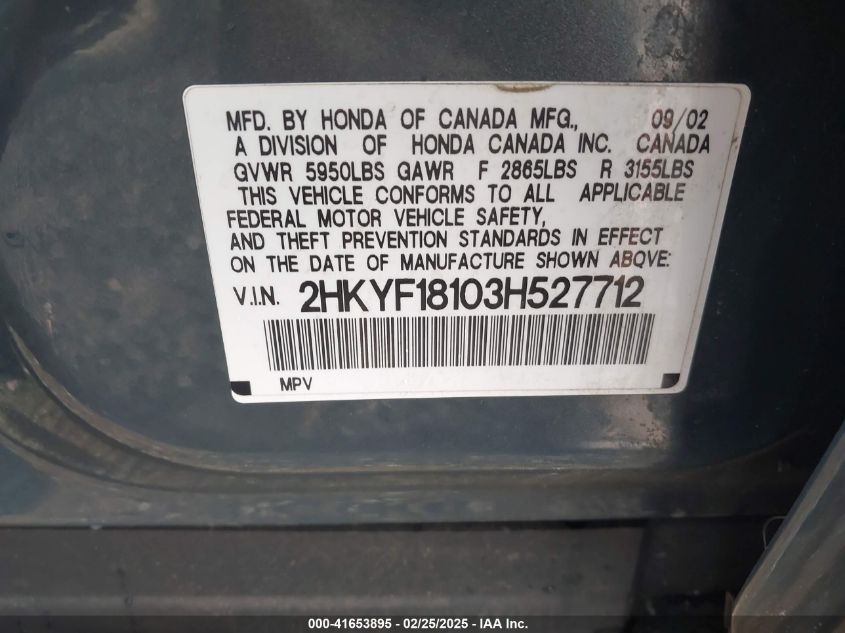 MFD. BY HONDA OF CANADA MFG., 09/02
A DIVISION OF HONDA CANADA INC. CANADA
GVWR 5950LBS GAWR F 2865LBS R 3155LBS
THIS VEHICLE CONFORMS TO ALL APPLICABLE
FEDERAL MOTOR VEHICLE SAFETY,
AND THEFT PREVENTION STANDARDS IN EFFECT
ON THE DATE OF MANUFACTURE SHOWN ABOVE:
V.I.N. 2HKYF18103H527712
MPV
000-41653895 - 02/25/2025 - IAA Inc.